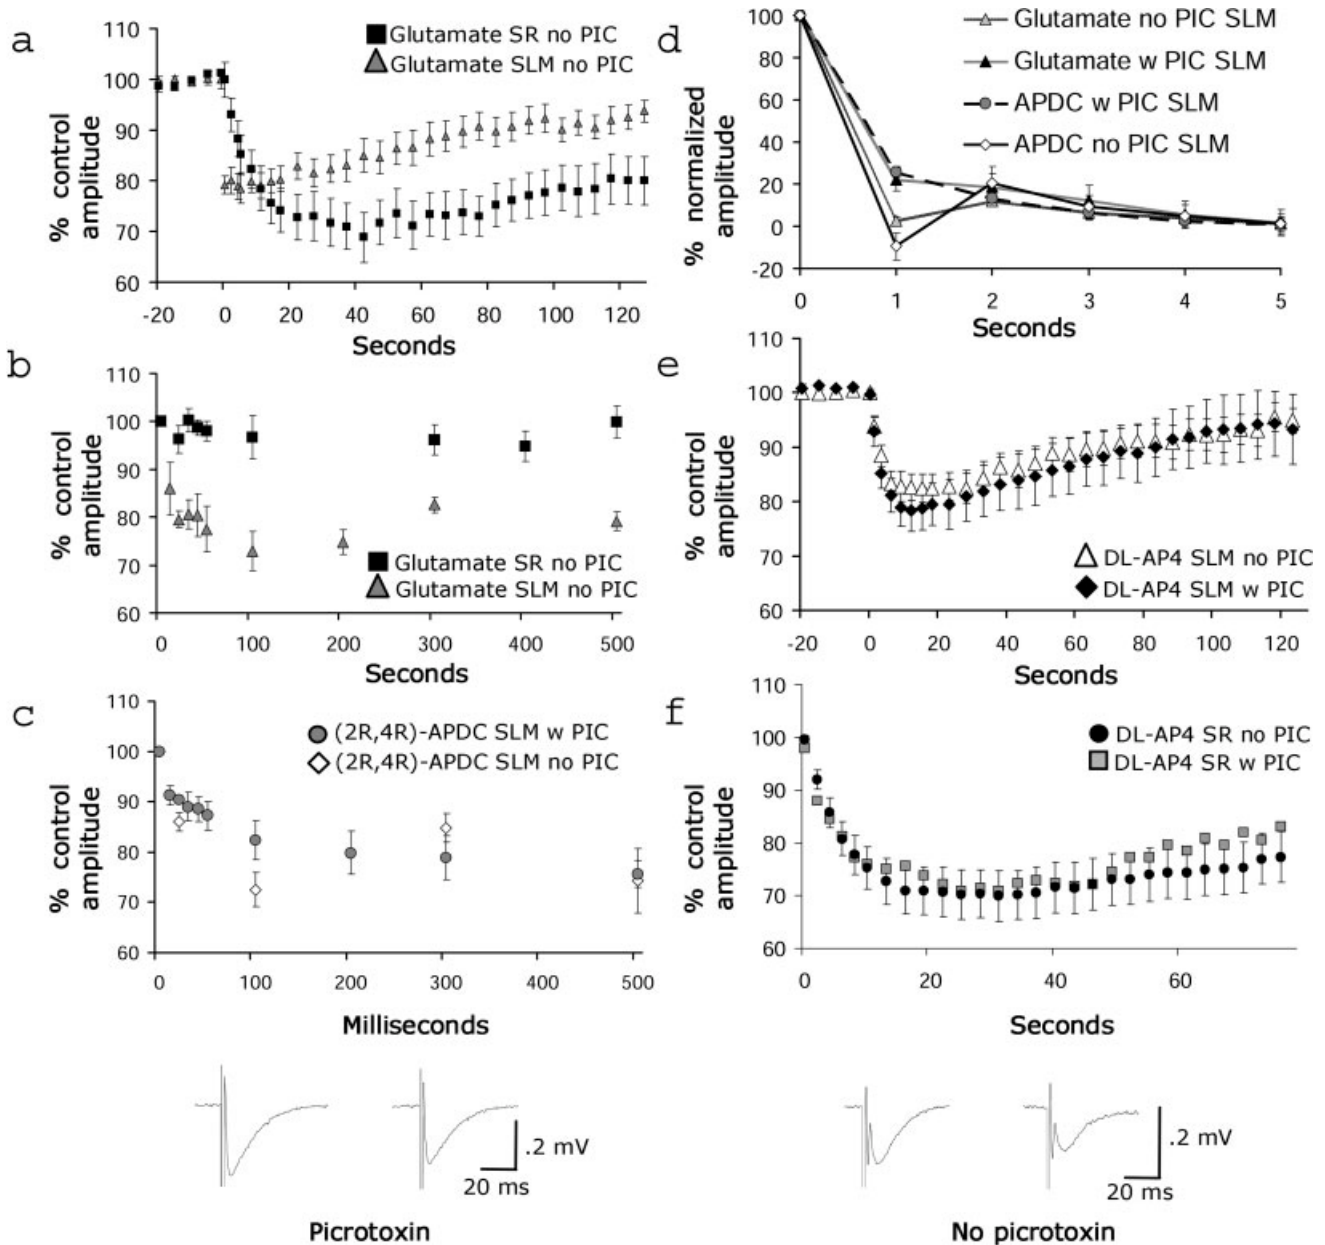 a
110
100
90
80
70
60
% control
amplitude
-20 0 20 40 60 80 100 120
Seconds
Glutamate SR no PIC
Glutamate SLM no PIC
b
110
100
90
80
70
60
% control
amplitude
0 100 200 300 400 500
Seconds
Glutamate SR no PIC
Glutamate SLM no PIC
c
110
100
90
80
70
60
% control
amplitude
0 100 200 300 400 500
Milliseconds
(2R,4R)-APDC SLM w PIC
(2R,4R)-APDC SLM no PIC
.2 mV
20 ms
Picrotoxin
d
100
80
60
40
20
0
-20
% normalized
amplitude
0 1 2 3 4 5
Seconds
Glutamate no PIC SLM
Glutamate w PIC SLM
APDC w PIC SLM
APDC no PIC SLM
e
110
100
90
80
70
60
% control
amplitude
-20 0 20 40 60 80 100 120
Seconds
DL-AP4 SLM no PIC
DL-AP4 SLM w PIC
f
110
100
90
80
70
60
% control
amplitude
0 20 40 60
Seconds
DL-AP4 SR no PIC
DL-AP4 SR w PIC
.2 mV
20 ms
No picrotoxin